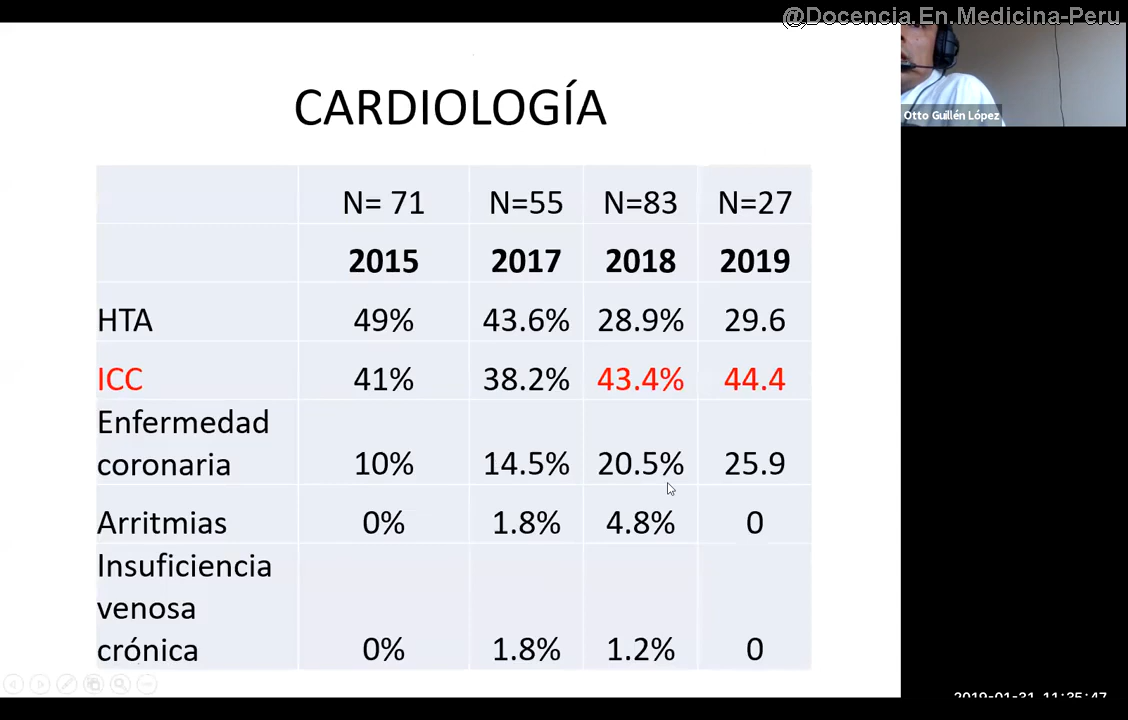 @Docencia.En.Medicina-Peru
Otto Guillén López
CARDIOLOGÍA
N= 71 N=55 N=83 N=27
2015 2017 2018 2019
HTA 49% 43.6% 28.9% 29.6
ICC 41% 38.2% 43.4% 44.4
Enfermedad
coronaria 10% 14.5% 20.5% 25.9
Arritmias 0% 1.8% 4.8% 0
Insuficiencia
venosa
crónica 0% 1.8% 1.2% 0
2019-01-31 11:35:47